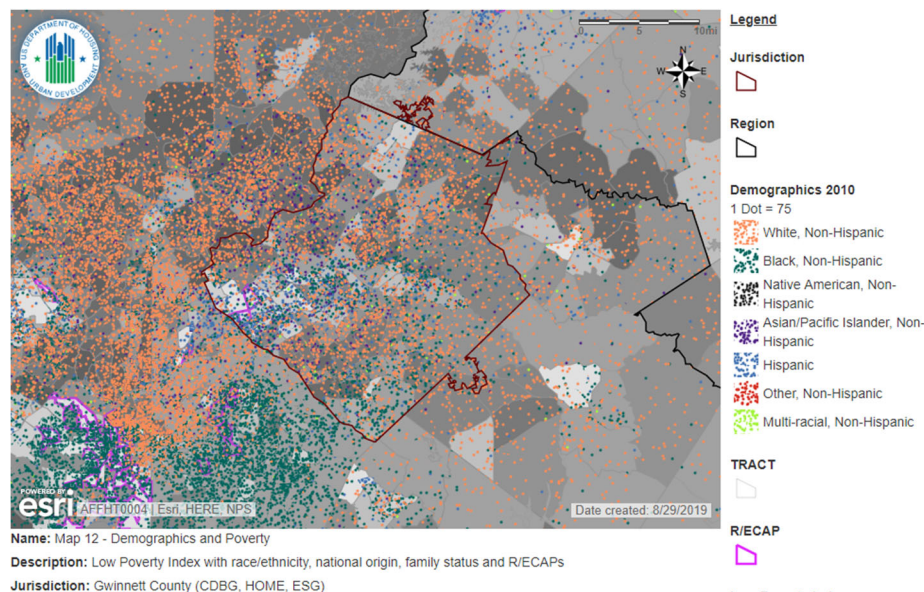 US DEPARTMENT OF HOUSING
AND URBAN DEVELOPMENT
0 5 10mi
N
W E
S
Legend
Jurisdiction
Region
Demographics 2010
1 Dot = 75
White, Non-Hispanic
Black, Non-Hispanic
Native American, Non-
Hispanic
Asian/Pacific Islander, Non-
Hispanic
Hispanic
Other, Non-Hispanic
Multi-racial, Non-Hispanic
TRACT
R/ECAP
POWERED BY
esri
AFFHT0004 | Esri, HERE, NPS
Date created: 8/29/2019
Name: Map 12 - Demographics and Poverty
Description: Low Poverty Index with race/ethnicity, national origin, family status and R/ECAPs
Jurisdiction: Gwinnett County (CDBG, HOME, ESG)